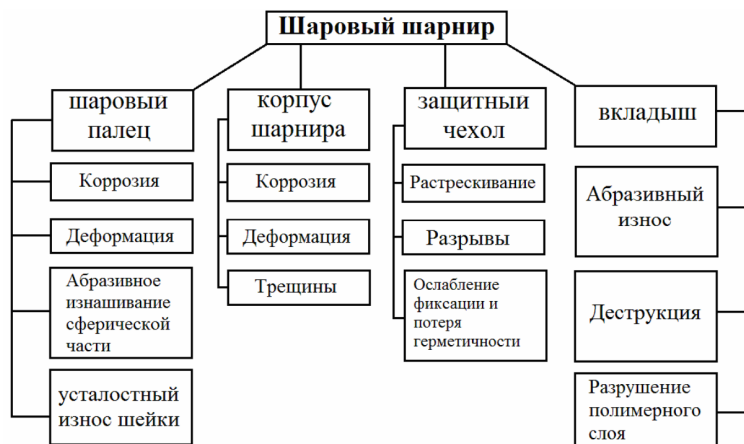 Шаровый шарнир
шаровыи
палец
Коррозия
Деформация
Абразивное
изнашивание
сферической
части
усталостный
износ шейки
корпус
шарнира
Коррозия
Деформация
Трещины
защитный
чехол
Растрескивание
Разрывы
Ослабление
фиксации и
потеря
герметичности
вкладыш
Абразивный
износ
Деструкция
Разрушение
полимерного
слоя